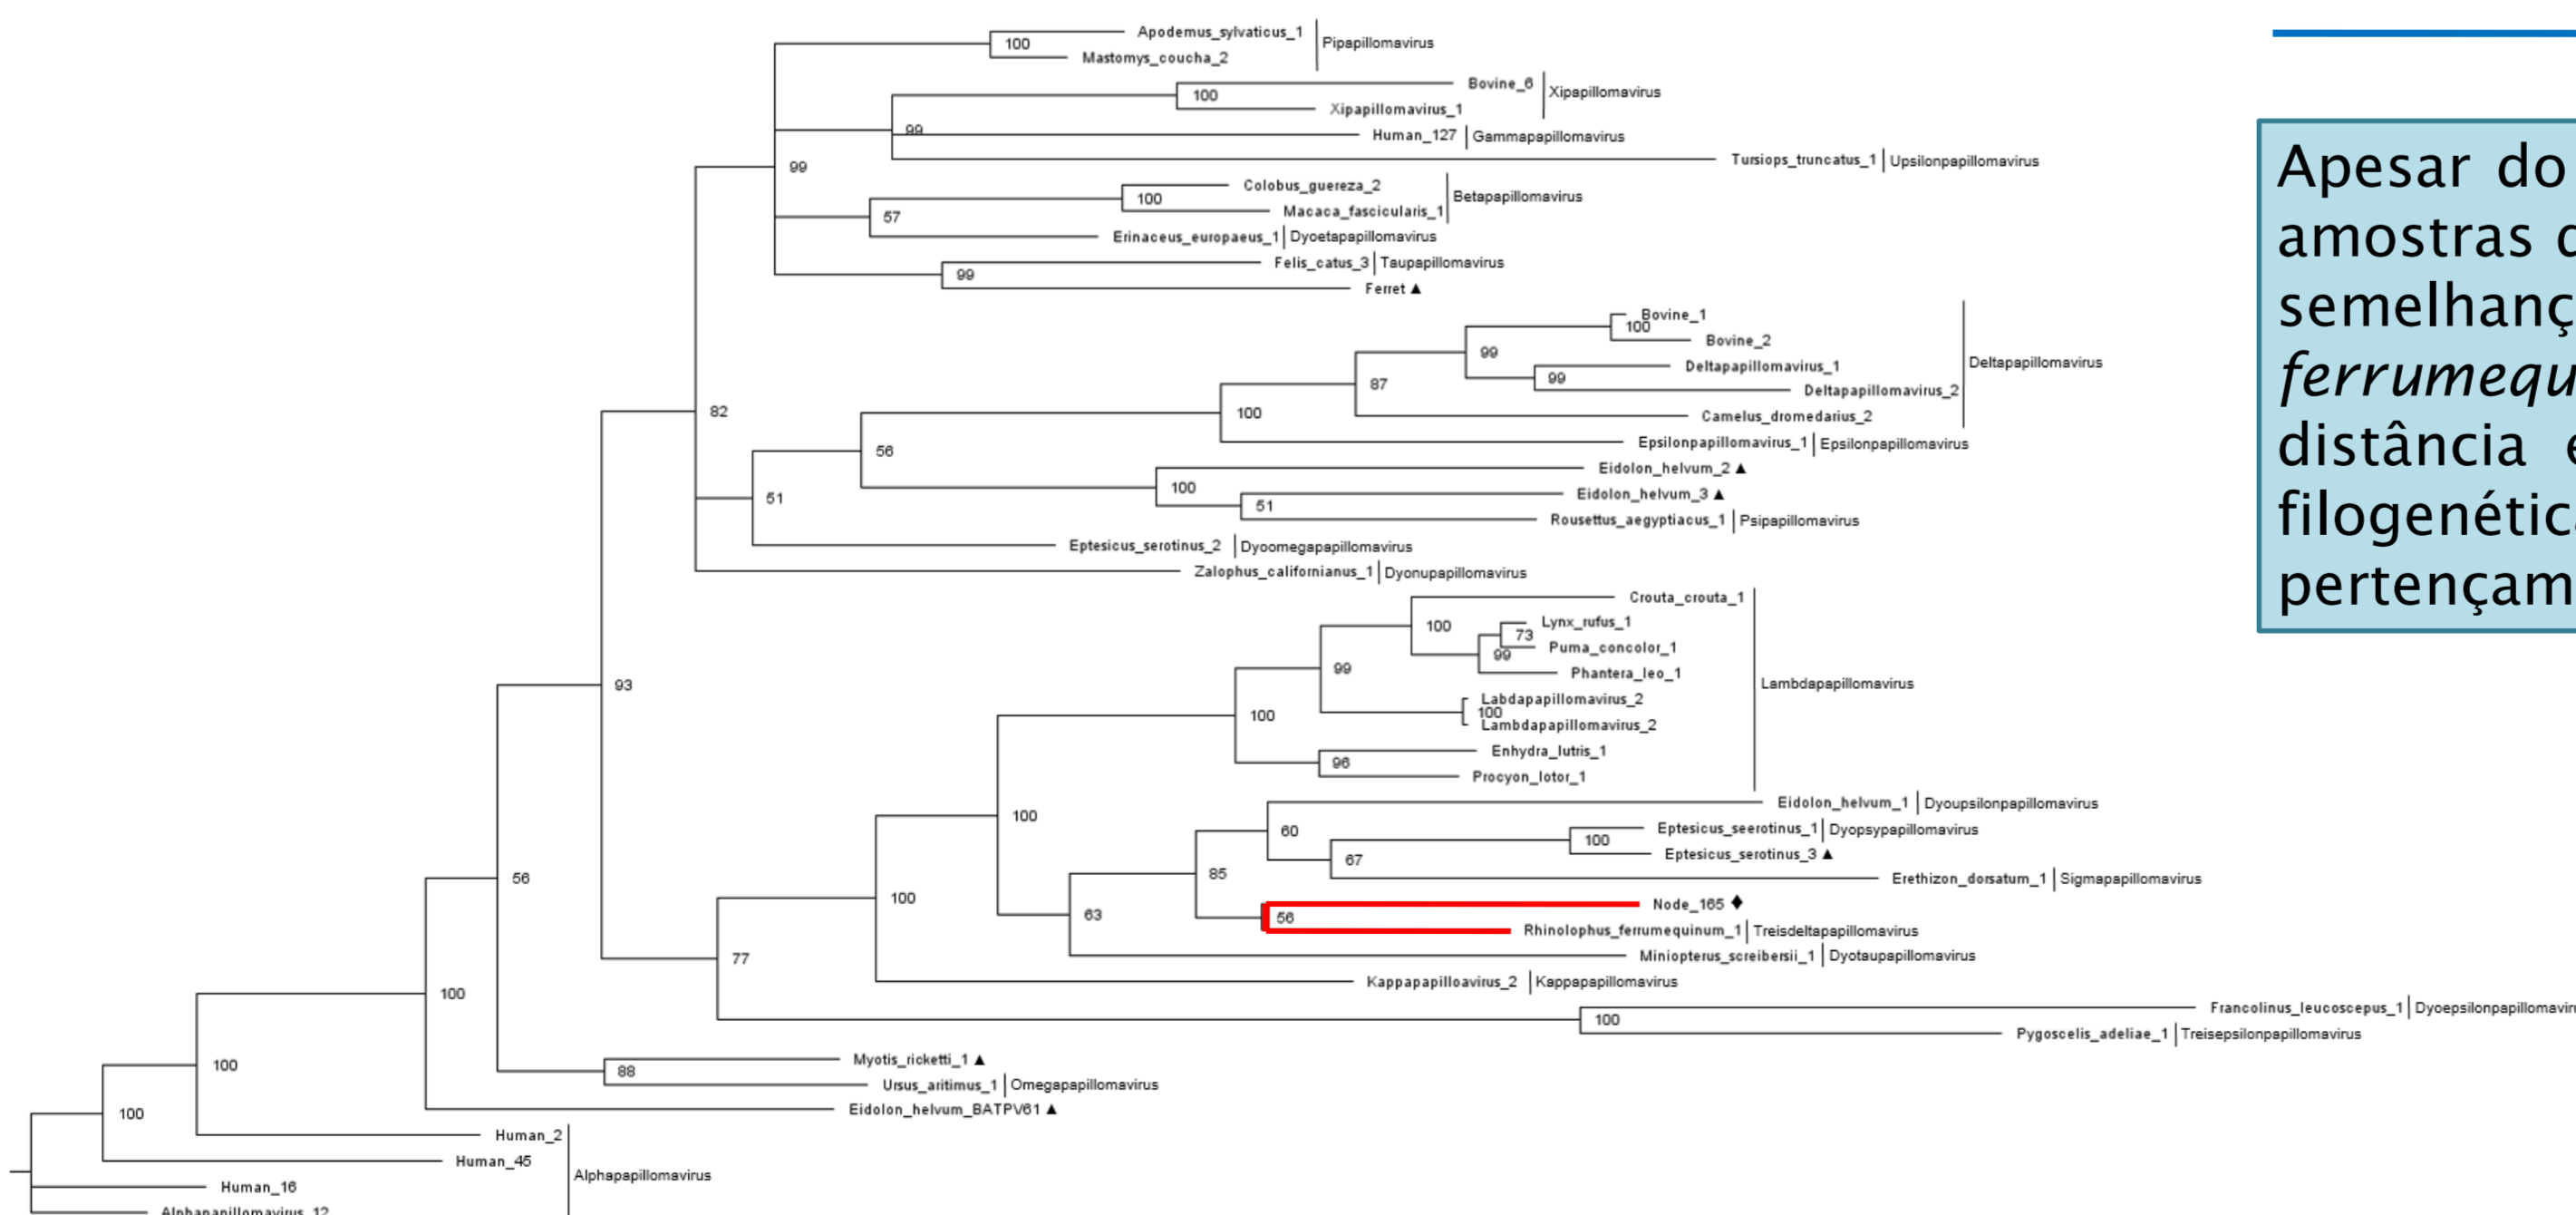 Apodemus_sylvaticus_1
100
Pipapillomavirus
Mastomys_coucha_2
Bovine_6
100
Xipapillomavirus
Xipapillomavirus_1
99
Human_127 Gammapapillomavirus
Tursiops_truncatus_1 Upsilonpapillomavirus
99
Colobus_guereza_2
100
Betapapillomavirus
Macaca_fascicularis_1
57
Erinaceus_europaeus_1 Dyoetapapillomavirus
Felis_catus_3 Taupapillomavirus
99
Ferret ▲
Bovine_1
100
Bovine_2
99
Deltapapillomavirus
Deltapapillomavirus_1
99
87
Deltapapillomavirus_2
82
100
Camelus_dromedarius_2
Epsilonpapillomavirus_1 Epsilonpapillomavirus
56
Eidolon_helvum_2 ▲
100
Eidolon_helvum_3 ▲
51
51
Rousettus_aegyptiacus_1 Psipapillomavirus
Eptesicus_serotinus_2 Dyoomegapapillomavirus
Zalophus_californianus_1 Dyonupapillomavirus
Crouta_crouta_1
100
Lynx_rufus_1
73
Puma_concolor_1
99
99
Phantera_leo_1
93
Lambdapapillomavirus
Labdapapillomavirus_2
100
100
Lambdapapillomavirus_2
Enhydra_lutris_1
96
Procyon_lotor_1
Eidolon_helvum_1 Dyoupsilonpapillomavirus
100
60
Eptesicus_seerotinus_1 Dyopsypapillomavirus
100
Eptesicus_serotinus_3 ▲
67
85
56
Erethizon_dorsatum_1 Sigmapapillomavirus
100
Node_165 ♦
63
56
Rhinolophus_ferrumequinum_1 Treisdeltapapillomavirus
77
Miniopterus_screibersii_1 Dyotaupapillomavirus
Kappapapilloavirus_2 Kappapapillomavirus
100
Francolinus_leucoscepus_1 Dyoepsilonpapillomaviru
100
Pygoscelis_adeliae_1 Treisepsilonpapillomavirus
Myotis_ricketti_1 ▲
100
88
Ursus_aritimus_1 Omegapapillomavirus
Eidolon_helvum_BATPV61 ▲
100
Human_2
Human_45
Alphapapillomavirus
Human_16
Alphapapillomavirus_12
Apesar do
amostras
semelhanç
ferrumequ
distância
filogenétic
pertençam